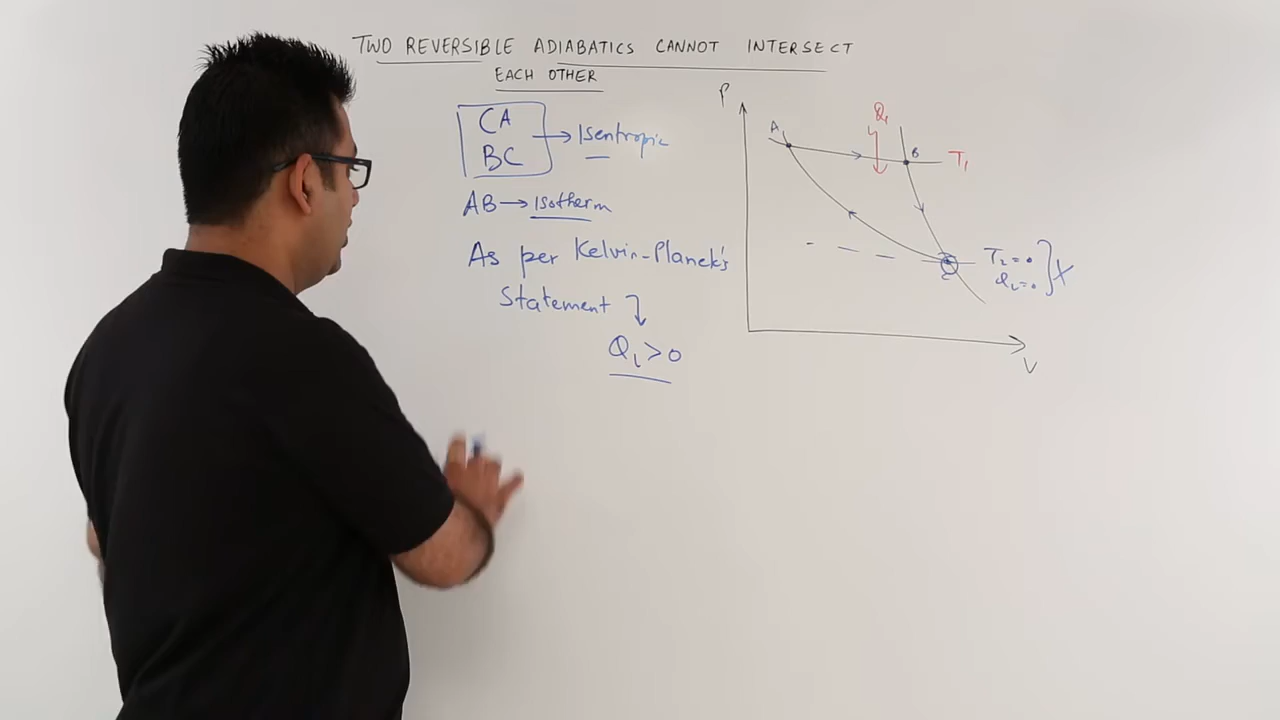 TWO REVERSIBLE ADIABATICS CANNOT INTERSECT
EACH OTHER
CA
BC
→ Isentropic
AB → Isotherm
As per Kelvin-Planck's
Statement
Q₂ > 0
P
A
Q₁
B
T₁
C
T₂=0
Q₂=0
X
V